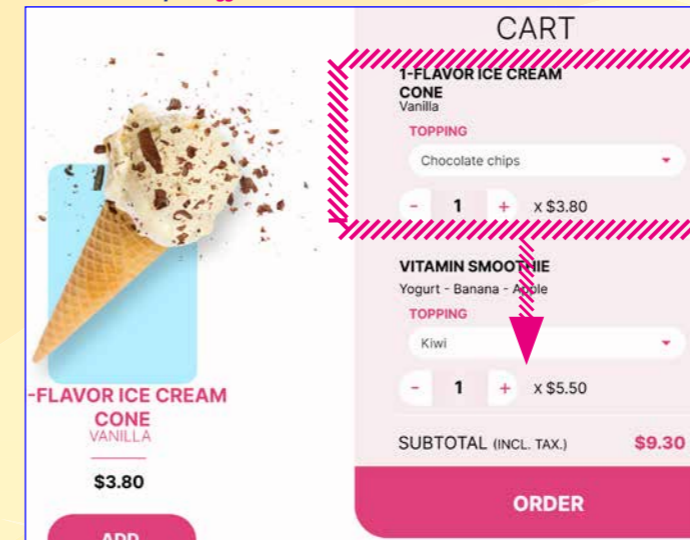 CART
1-FLAVOR ICE CREAM
CONE
Vanilla
TOPPING
Chocolate chips
- 1 + x $3.80
VITAMIN SMOOTHIE
Yogurt - Banana - Apple
TOPPING
Kiwi
- 1 + x $5.50
SUBTOTAL (INCL. TAX.) $9.30
ORDER
-FLAVOR ICE CREAM
CONE
VANILLA
$3.80
ADD